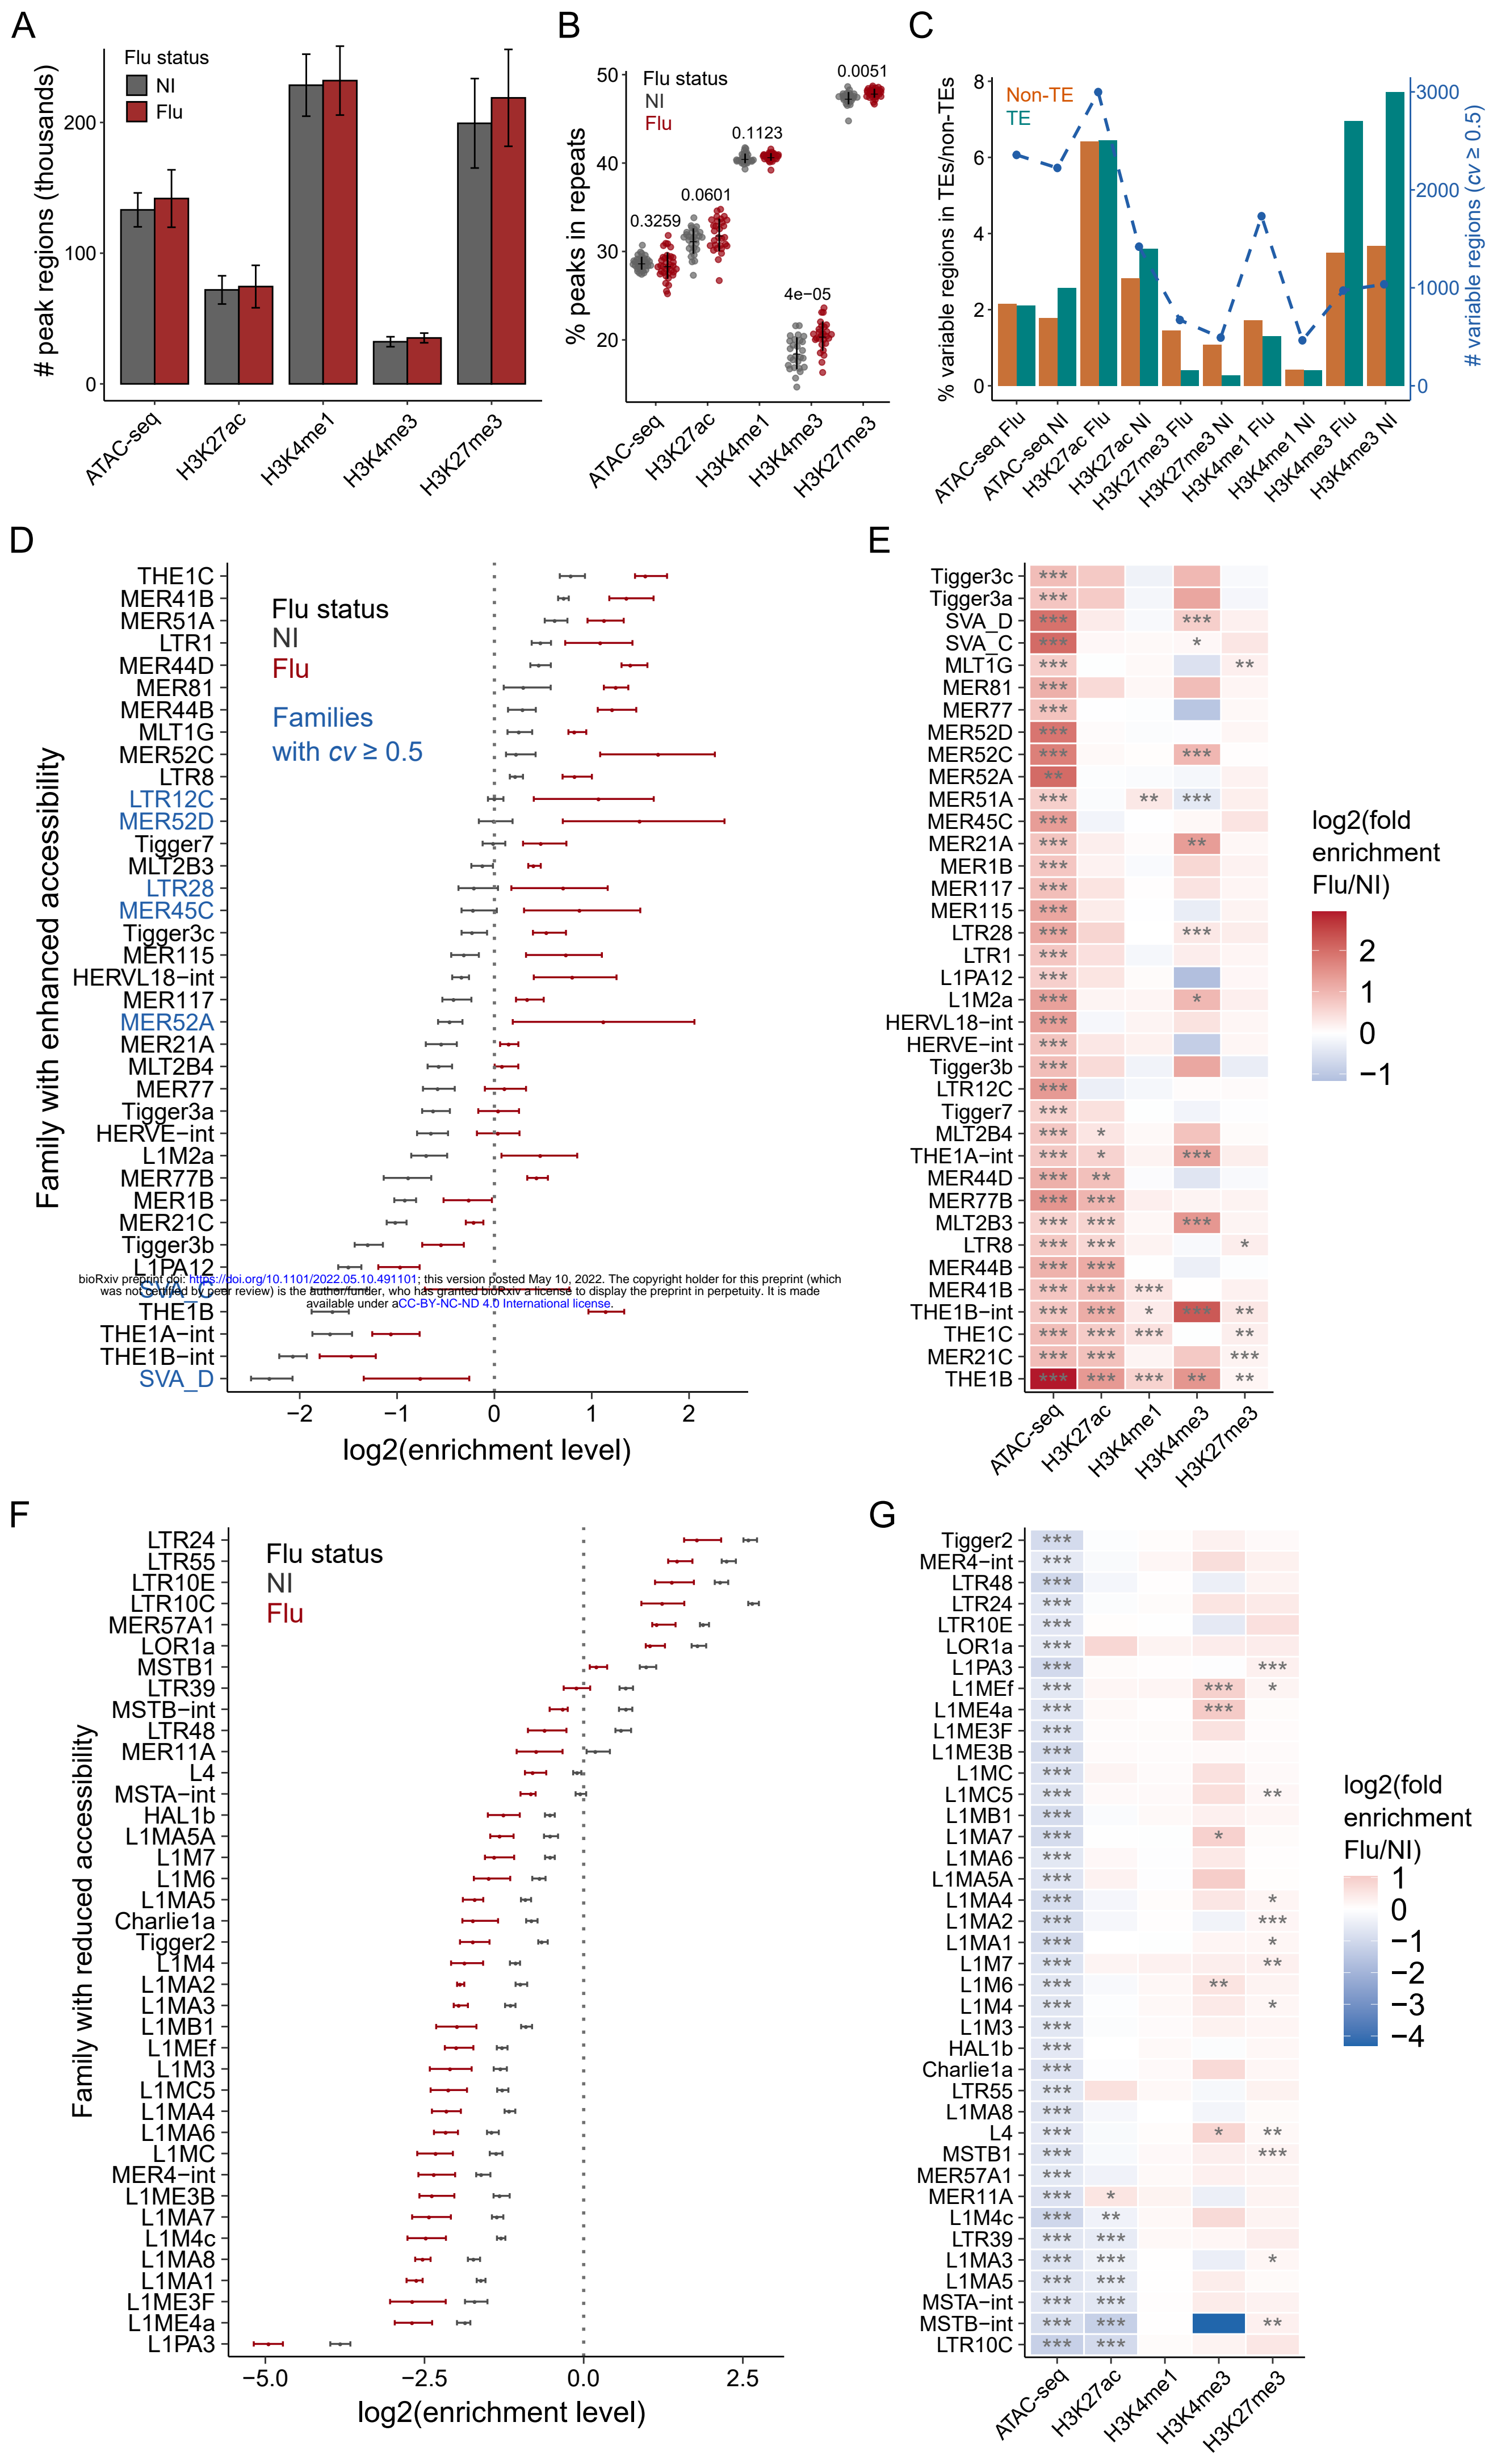 A
# peak regions (thousands)
Flu status
NI
Flu
200
100
0
ATAC-seq
H3K27ac
H3K4me1
H3K4me3
H3K27me3
B
% peaks in repeats
Flu status
NI
Flu
50
40
30
20
0.3259
0.0601
0.1123
4e−05
0.0051
ATAC-seq
H3K27ac
H3K4me1
H3K4me3
H3K27me3
C
% variable regions in TEs/non-TEs
Non-TE
TE
8
6
4
2
0
3000
2000
1000
0
# variable regions (cv ≥ 0.5)
ATAC-seq Flu
ATAC-seq NI
H3K27ac Flu
H3K27ac NI
H3K27me3 Flu
H3K27me3 NI
H3K4me1 Flu
H3K4me1 NI
H3K4me3 Flu
H3K4me3 NI
D
Family with enhanced accessibility
Flu status
NI
Flu
Families
with cv ≥ 0.5
THE1C
MER41B
MER51A
LTR1
MER44D
MER81
MER44B
MLT1G
MER52C
LTR8
LTR12C
MER52D
Tigger7
MLT2B3
LTR28
MER45C
Tigger3c
MER115
HERVL18−int
MER117
MER52A
MER21A
MLT2B4
MER77
Tigger3a
HERVE−int
L1M2a
MER77B
MER1B
MER21C
Tigger3b
L1PA12
SVA_C
THE1B
THE1A−int
THE1B−int
SVA_D
bioRxiv preprint doi: https://doi.org/10.1101/2022.05.10.491101; this version posted May 10, 2022. The copyright holder for this preprint (which
was not certified by peer review) is the author/funder, who has granted bioRxiv a license to display the preprint in perpetuity. It is made
available under aCC-BY-NC-ND 4.0 International license.
−2 −1 0 1 2
log2(enrichment level)
E
Tigger3c ***
Tigger3a ***
SVA_D *** ***
SVA_C *** *
MLT1G *** **
MER81 ***
MER77 ***
MER52D ***
MER52C *** ***
MER52A **
MER51A *** ** ***
MER45C ***
MER21A *** **
MER1B ***
MER117 ***
MER115 ***
LTR28 *** ***
LTR1 ***
L1PA12 ***
L1M2a *** *
HERVL18−int ***
HERVE−int ***
Tigger3b ***
LTR12C ***
Tigger7 ***
MLT2B4 *** *
THE1A−int *** * ***
MER44D *** **
MER77B *** ***
MLT2B3 *** *** ***
LTR8 *** *** *
MER44B *** ***
MER41B *** *** ***
THE1B−int *** *** * *** **
THE1C *** *** *** **
MER21C *** *** ***
THE1B *** *** *** ** **
ATAC-seq
H3K27ac
H3K4me1
H3K4me3
H3K27me3
log2(fold
enrichment
Flu/NI)
2
1
0
−1
F
Family with reduced accessibility
Flu status
NI
Flu
LTR24
LTR55
LTR10E
LTR10C
MER57A1
LOR1a
MSTB1
LTR39
MSTB−int
LTR48
MER11A
L4
MSTA−int
HAL1b
L1MA5A
L1M7
L1M6
L1MA5
Charlie1a
Tigger2
L1M4
L1MA2
L1MA3
L1MB1
L1MEf
L1M3
L1MC5
L1MA4
L1MA6
L1MC
MER4−int
L1ME3B
L1MA7
L1M4c
L1MA8
L1MA1
L1ME3F
L1ME4a
L1PA3
−5.0 −2.5 0.0 2.5
log2(enrichment level)
G
Tigger2 ***
MER4−int ***
LTR48 ***
LTR24 ***
LTR10E ***
LOR1a ***
L1PA3 *** ***
L1MEf *** *** *
L1ME4a *** ***
L1ME3F ***
L1ME3B ***
L1MC ***
L1MC5 *** **
L1MB1 ***
L1MA7 *** *
L1MA6 ***
L1MA5A ***
L1MA4 *** *
L1MA2 *** ***
L1MA1 *** *
L1M7 *** **
L1M6 *** **
L1M4 *** *
L1M3 ***
HAL1b ***
Charlie1a ***
LTR55 ***
L1MA8 ***
L4 *** * **
MSTB1 *** ***
MER57A1 ***
MER11A *** *
L1M4c *** **
LTR39 *** ***
L1MA3 *** *** *
L1MA5 *** ***
MSTA−int *** ***
MSTB−int *** *** **
LTR10C *** ***
ATAC-seq
H3K27ac
H3K4me1
H3K4me3
H3K27me3
log2(fold
enrichment
Flu/NI)
1
0
−1
−2
−3
−4